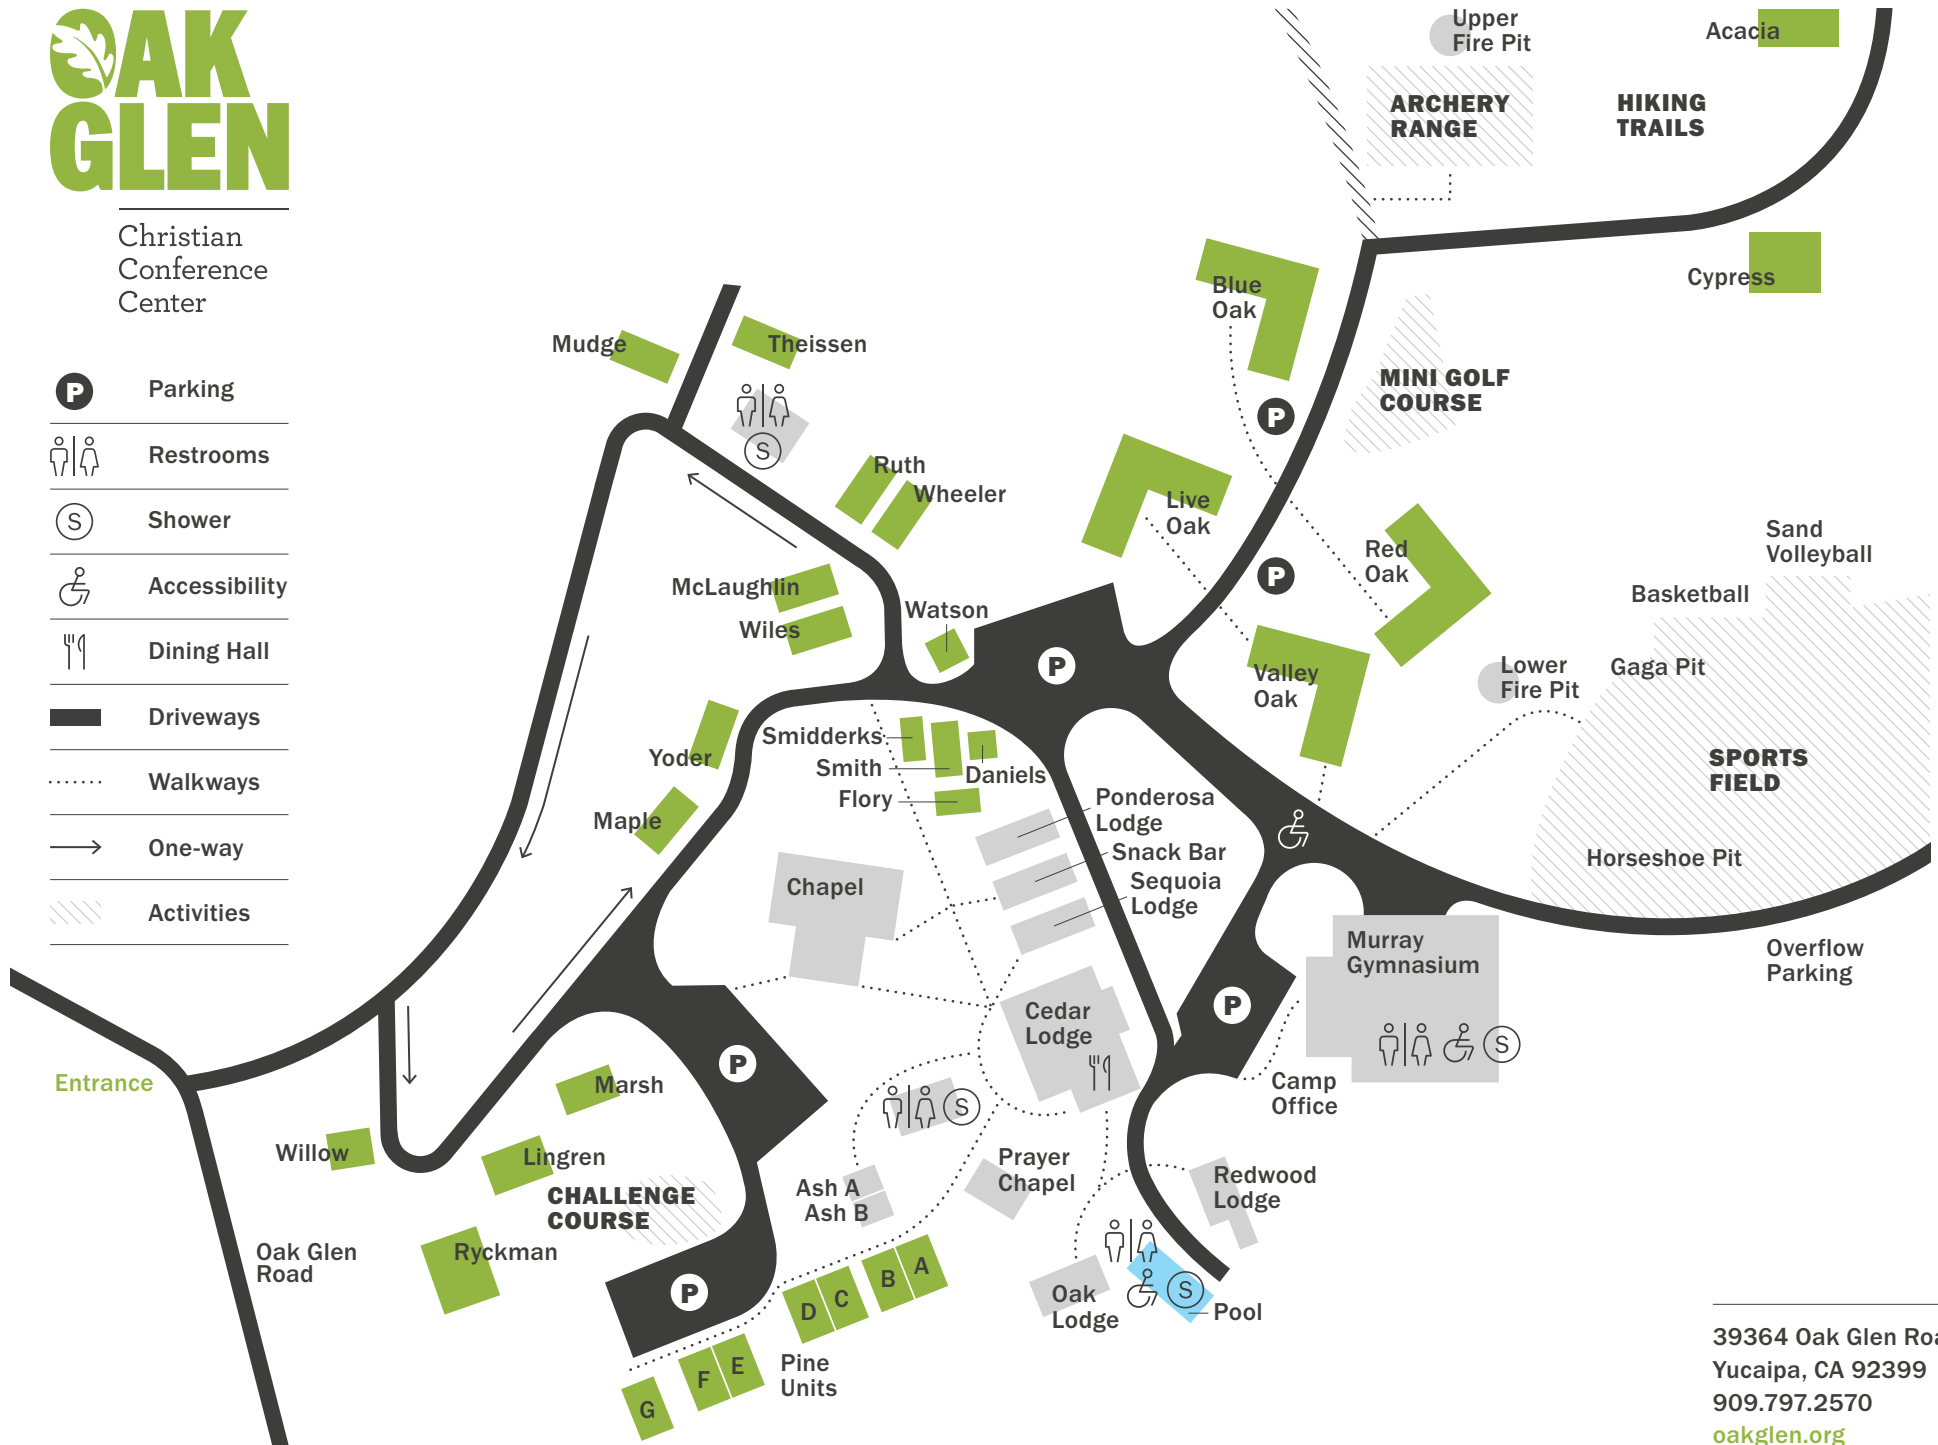 OAK
GLEN
Christian
Conference
Center
P Parking
Restrooms
S Shower
Accessibility
Dining Hall
Driveways
Walkways
One-way
Activities
Upper
Fire Pit
Acacia
ARCHERY
RANGE
HIKING
TRAILS
Cypress
Blue
Oak
Mudge
Theissen
S
MINI GOLF
COURSE
P
Ruth
Wheeler
Live
Oak
Red
Oak
Sand
Volleyball
Basketball
P
McLaughlin
Wiles
Watson
P
Valley
Oak
Lower
Fire Pit
Gaga Pit
Yoder
Smidderks
Smith
Daniels
Flory
SPORTS
FIELD
Maple
Ponderosa
Lodge
Snack Bar
Sequoia
Lodge
Horseshoe Pit
Chapel
Murray
Gymnasium
S
Overflow
Parking
Cedar
Lodge
P
P
Camp
Office
Entrance
Marsh
S
Willow
Lingren
CHALLENGE
COURSE
Ash A
Ash B
Prayer
Chapel
Redwood
Lodge
Oak Glen
Road
Ryckman
P
D
C
B
A
Oak
Lodge
S
Pool
F
E
G
Pine
Units
39364 Oak Glen Roa
Yucaipa, CA 92399
909.797.2570
oakglen.org